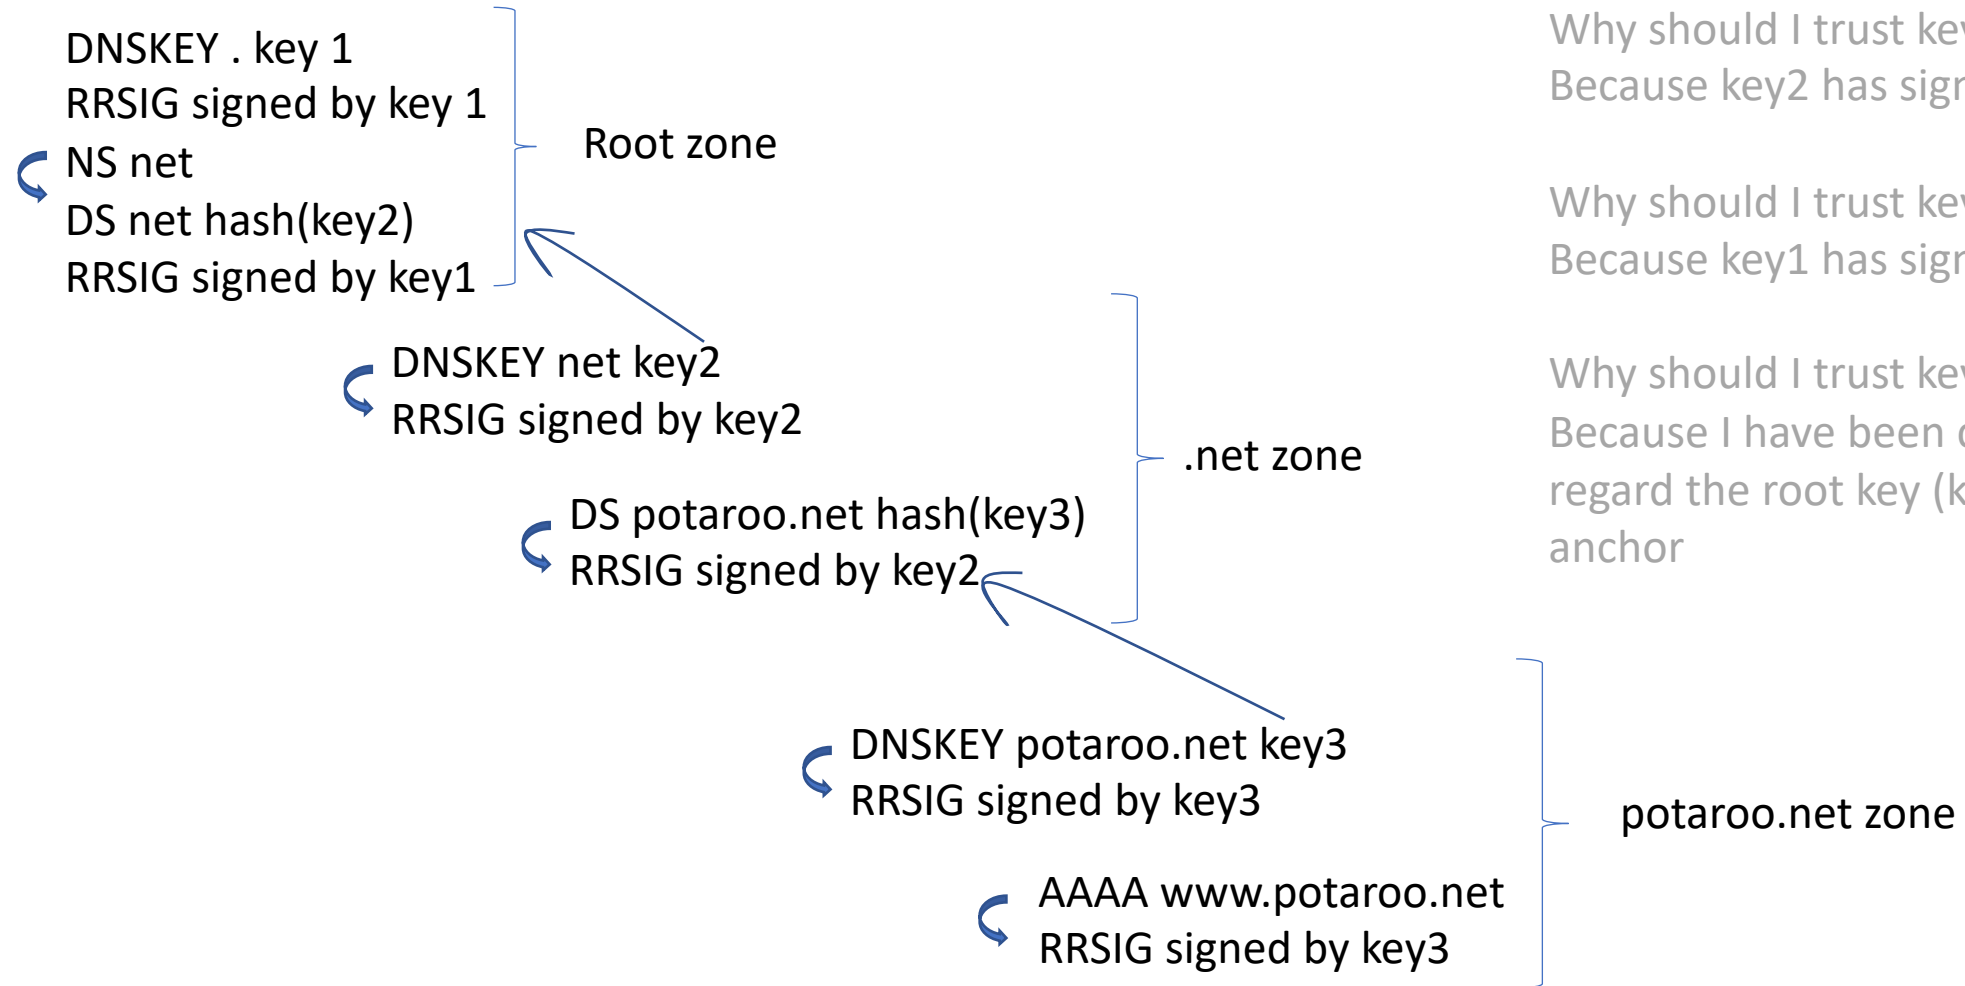 DNSKEY . key 1
RRSIG signed by key 1
NS net
DS net hash(key2)
RRSIG signed by key1
Root zone
DNSKEY net key2
RRSIG signed by key2
DS potaroo.net hash(key3)
RRSIG signed by key2
.net zone
DNSKEY potaroo.net key3
RRSIG signed by key3
AAAA www.potaroo.net
RRSIG signed by key3
potaroo.net zone
Why should I trust
Because key2 has
Why should I trust
Because key1 has
Why should I trust
Because I have been
regard the root key
anchor